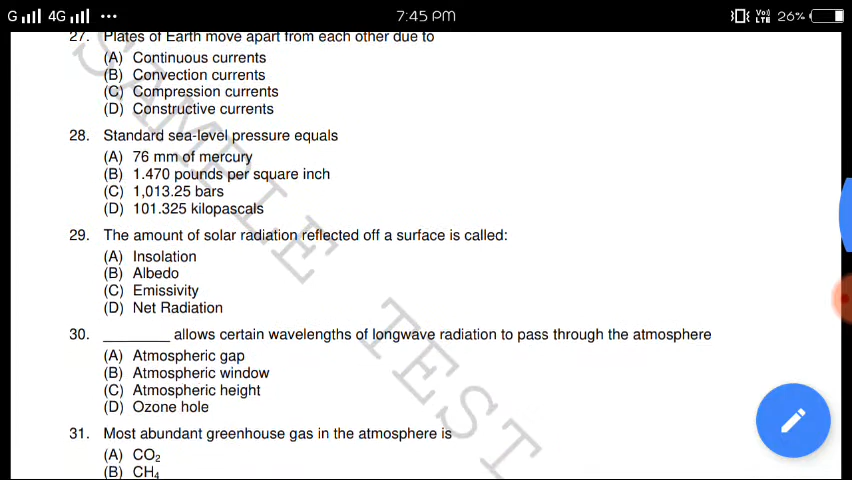 G 4G ... 7:45 PM VoLTE 26%
27. Plates of Earth move apart from each other due to
(A) Continuous currents
(B) Convection currents
(C) Compression currents
(D) Constructive currents
28. Standard sea-level pressure equals
(A) 76 mm of mercury
(B) 1.470 pounds per square inch
(C) 1,013.25 bars
(D) 101.325 kilopascals
29. The amount of solar radiation reflected off a surface is called:
(A) Insolation
(B) Albedo
(C) Emissivity
(D) Net Radiation
30. ________ allows certain wavelengths of longwave radiation to pass through the atmosphere
(A) Atmospheric gap
(B) Atmospheric window
(C) Atmospheric height
(D) Ozone hole
31. Most abundant greenhouse gas in the atmosphere is
(A) CO₂
(B) CH₄
SAMPLE TEST